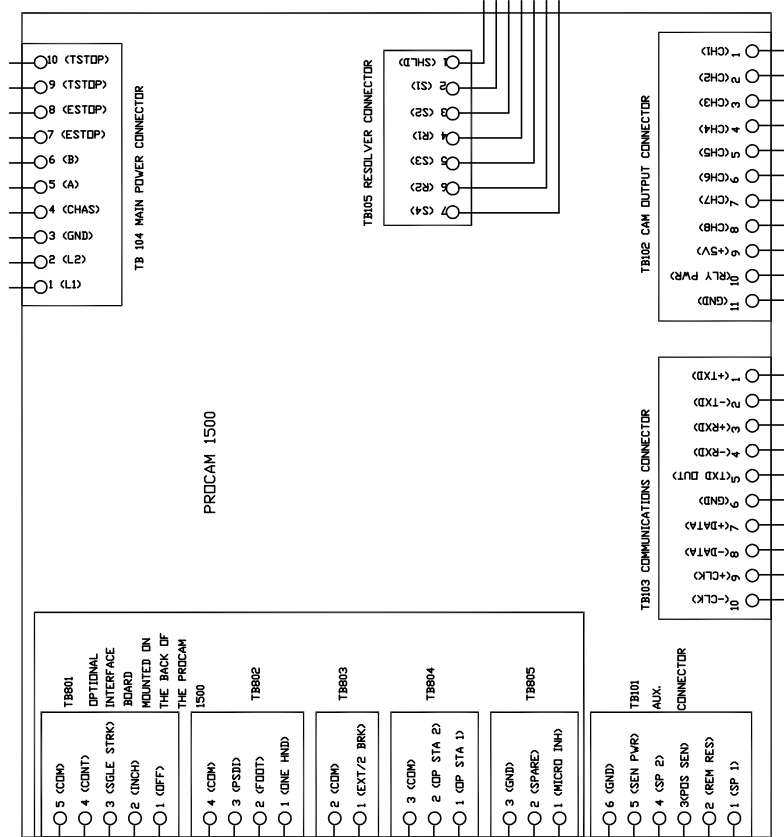 10 (TSTOP)
9 (TSTOP)
8 (ESTOP)
7 (ESTOP)
6 (B)
5 (A)
4 (CHAS)
3 (GND)
2 (L2)
1 (L1)
TB 104 MAIN POWER CONNECTOR
TB105 RESOLVER CONNECTOR
1 (SHLD)
2 (S1)
3 (S2)
4 (R1)
5 (S3)
6 (R2)
7 (S4)
TB102 CAM OUTPUT CONNECTOR
1 (CH1)
2 (CH2)
3 (CH3)
4 (CH4)
5 (CH5)
6 (CH6)
7 (CH7)
8 (CH8)
9 (+5V)
10 (RLY PWR)
11 (GND)
PROCAM 1500
TB103 COMMUNICATIONS CONNECTOR
1 (+TXD)
2 (-TXD)
3 (+RXD)
4 (-RXD)
5 (TXD OUT)
6 (GND)
7 (+DATA)
8 (-DATA)
9 (+CLK)
10 (-CLK)
TB801
OPTIONAL
INTERFACE
BOARD
MOUNTED ON
THE BACK OF
THE PROCAM
1500
5 (COM)
4 (CONT)
3 (SGLE STRK)
2 (INCH)
1 (OFF)
TB802
4 (COM)
3 (PSDI)
2 (FOOT)
1 (ONE HND)
TB803
2 (COM)
1 (EXT/2 BRK)
TB804
3 (COM)
2 (OP STA 2)
1 (OP STA 1)
TB805
3 (GND)
2 (SPARE)
1 (MICRO INH)
TB101
AUX.
CONNECTOR
6 (GND)
5 (SEN PWR)
4 (SP 2)
3(POS SEN)
2 (REM RES)
1 (SP 1)